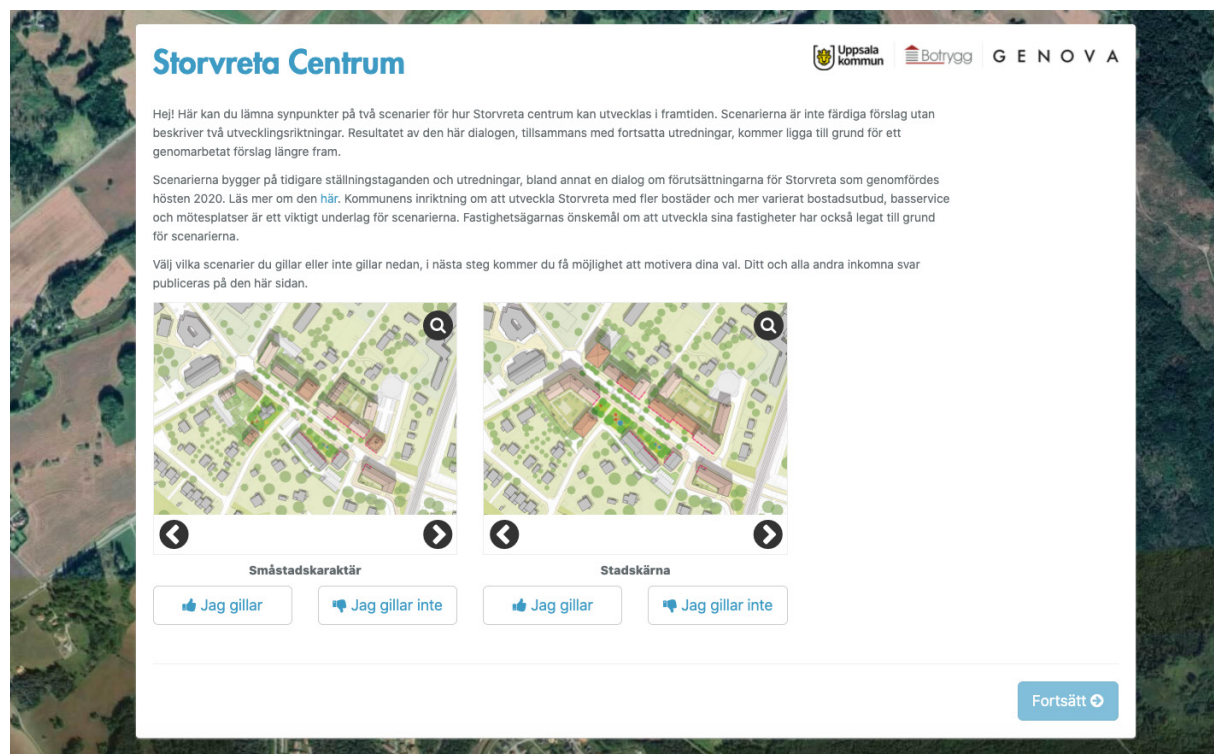 Storvreta Centrum
Uppsala
kommun
Botrygg
GENOVA
Hej! Här kan du lämna synpunkter på två scenarier för hur Storvreta centrum kan utvecklas i framtiden. Scenarierna är inte färdiga förslag utan
beskriver två utvecklingsriktningar. Resultatet av den här dialogen, tillsammans med fortsatta utredningar, kommer ligga till grund för ett
genomarbetat förslag längre fram.
Scenarierna bygger på tidigare ställningstaganden och utredningar, bland annat en dialog om förutsättningarna för Storvreta som genomfördes
hösten 2020. Läs mer om den här. Kommunens inriktning om att utveckla Storvreta med fler bostäder och mer varierat bostadsutbud, basservice
och mötesplatser är ett viktigt underlag för scenarierna. Fastighetsägarnas önskemål om att utveckla sina fastigheter har också legat till grund
för scenarierna.
Välj vilka scenarier du gillar eller inte gillar nedan, i nästa steg kommer du få möjlighet att motivera dina val. Ditt och alla andra inkomna svar
publiceras på den här sidan.
Småstadskaraktär
Jag gillar
Jag gillar inte
Stadskärna
Jag gillar
Jag gillar inte
Fortsätt